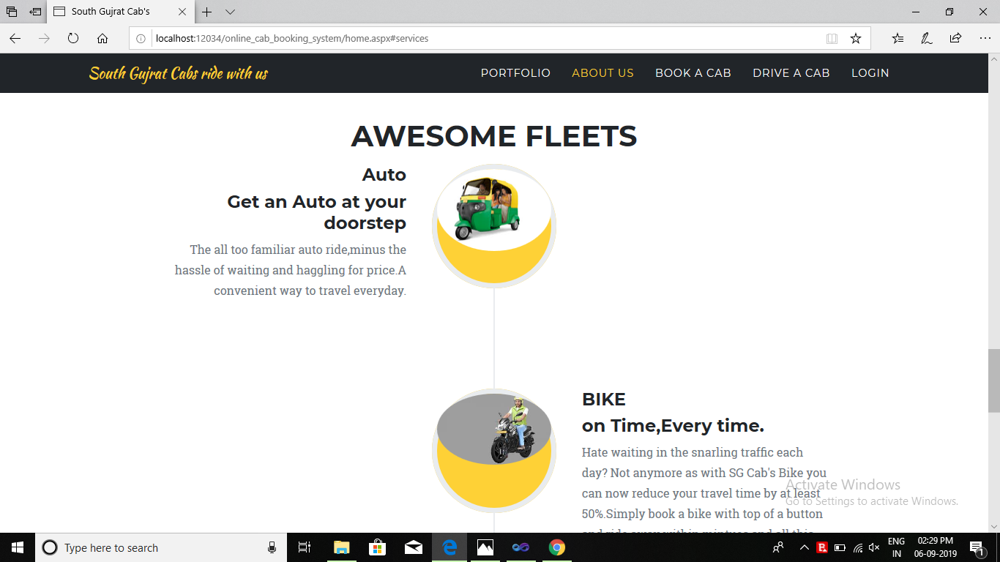 South Gujrat Cab's
localhost:12034/online_cab_booking_system/home.aspx#services
South Gujrat Cabs ride with us
PORTFOLIO ABOUT US BOOK A CAB DRIVE A CAB LOGIN
AWESOME FLEETS
Auto
Get an Auto at your
doorstep
The all too familiar auto ride,minus the
hassle of waiting and haggling for price.A
convenient way to travel everyday.
BIKE
on Time,Every time.
Hate waiting in the snarling traffic each
day? Not anymore as with SG Cab's Bike you
can now reduce your travel time by at least
50%.Simply book a bike with top of a button
Activate Windows
Go to Settings to activate Windows.
Type here to search
ENG
IN
02:29 PM
06-09-2019
1